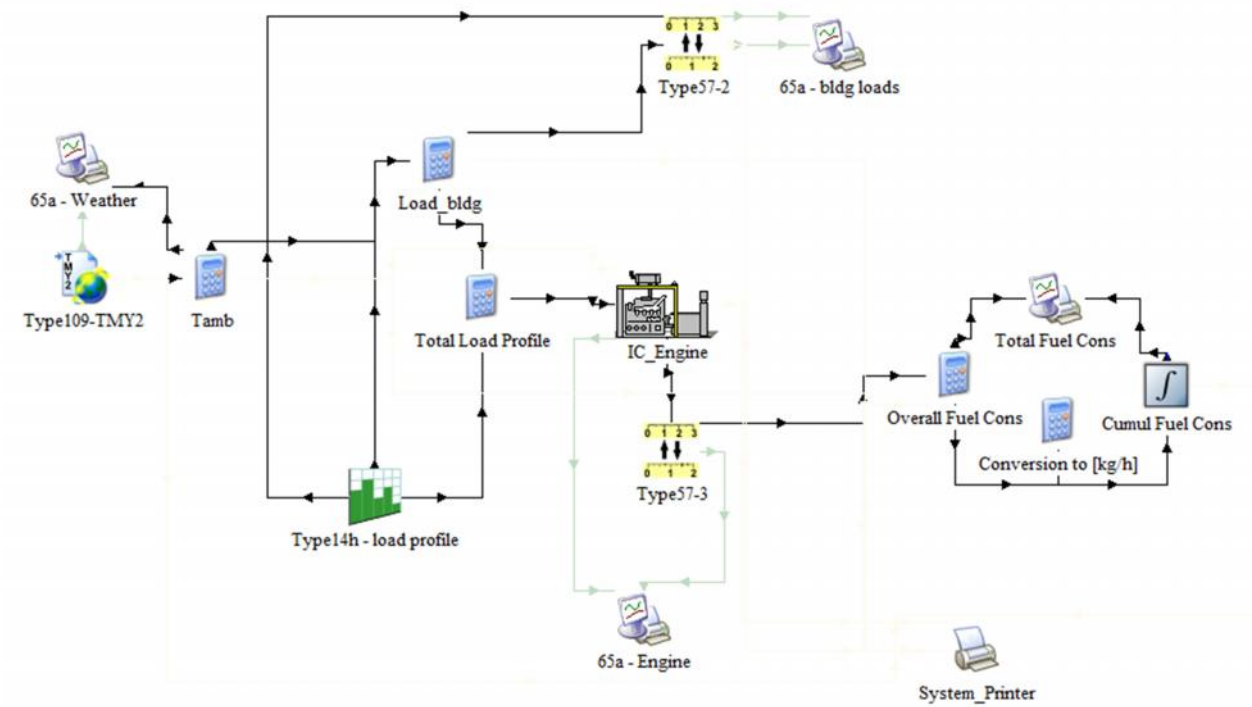 0 1 2 3
0 1 2
Type57-2
65a - bldg loads
65a - Weather
Load_bldg
TMY2
Type109-TMY2
Tamb
Total Load Profile
IC_Engine
Total Fuel Cons
Overall Fuel Cons
∫
Cumul Fuel Cons
0 1 2 3
0 1 2
Conversion to [kg/h]
Type57-3
Type14h - load profile
65a - Engine
System_Printer